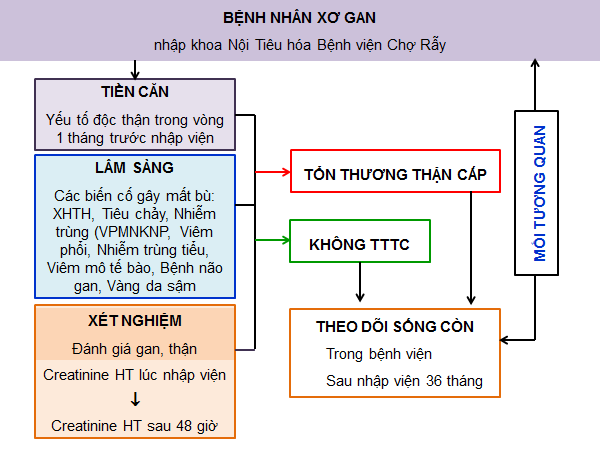 BỆNH NHÂN XƠ GAN
nhập khoa Nội Tiêu hóa Bệnh viện Chợ Rẫy
TIỀN CĂN
Yếu tố độc thận trong vòng
1 tháng trước nhập viện
LÂM SÀNG
Các biến cố gây mất bù:
XHTH, Tiêu chảy, Nhiễm
trùng (VPMNKNP, Viêm
phổi, Nhiễm trùng tiểu,
Viêm mô tế bào, Bệnh não
gan, Vàng da sậm
XÉT NGHIỆM
Đánh giá gan, thận
Creatinine HT lúc nhập viện
↓
Creatinine HT sau 48 giờ
TỔN THƯƠNG THẬN CẤP
KHÔNG TTTC
THEO DÕI SỐNG CÒN
Trong bệnh viện
Sau nhập viện 36 tháng
MỐI TƯƠNG QUAN